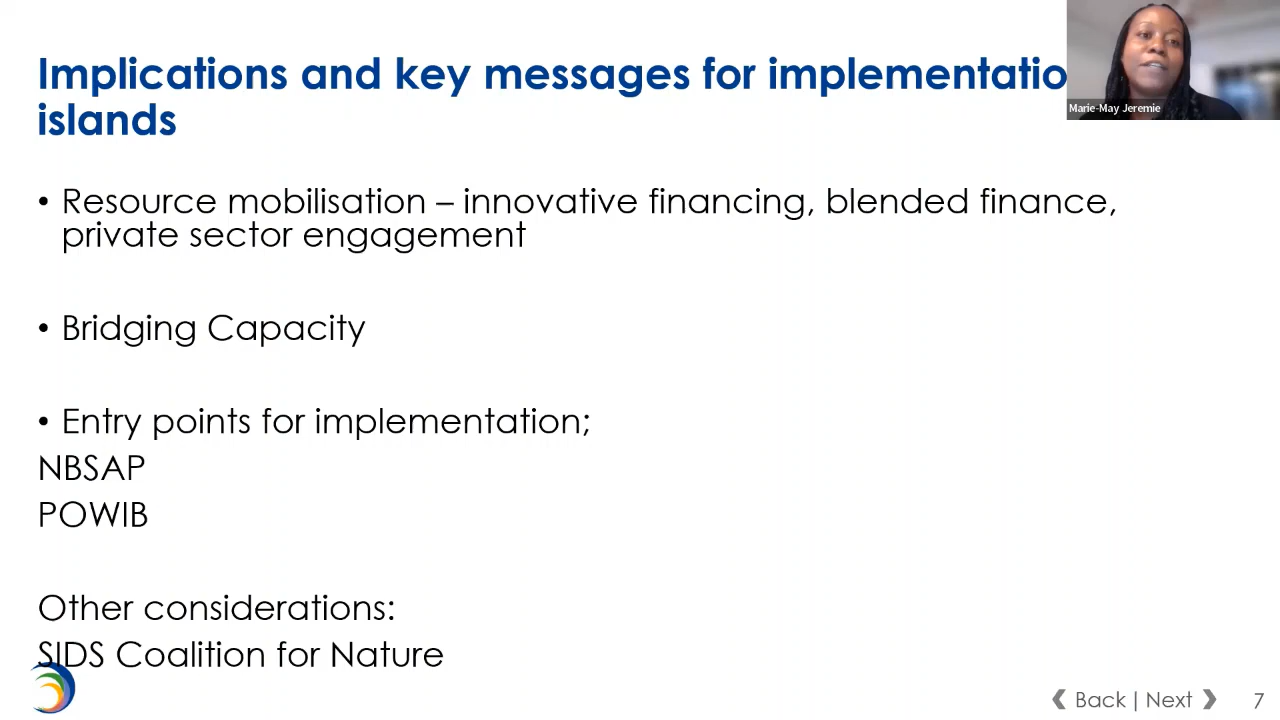 Implications and key messages for implementatio
islands
Marie-May Jeremie
• Resource mobilisation – innovative financing, blended finance,
private sector engagement
• Bridging Capacity
• Entry points for implementation;
NBSAP
POWIB
Other considerations:
SIDS Coalition for Nature
❮ Back | Next ❯ 7